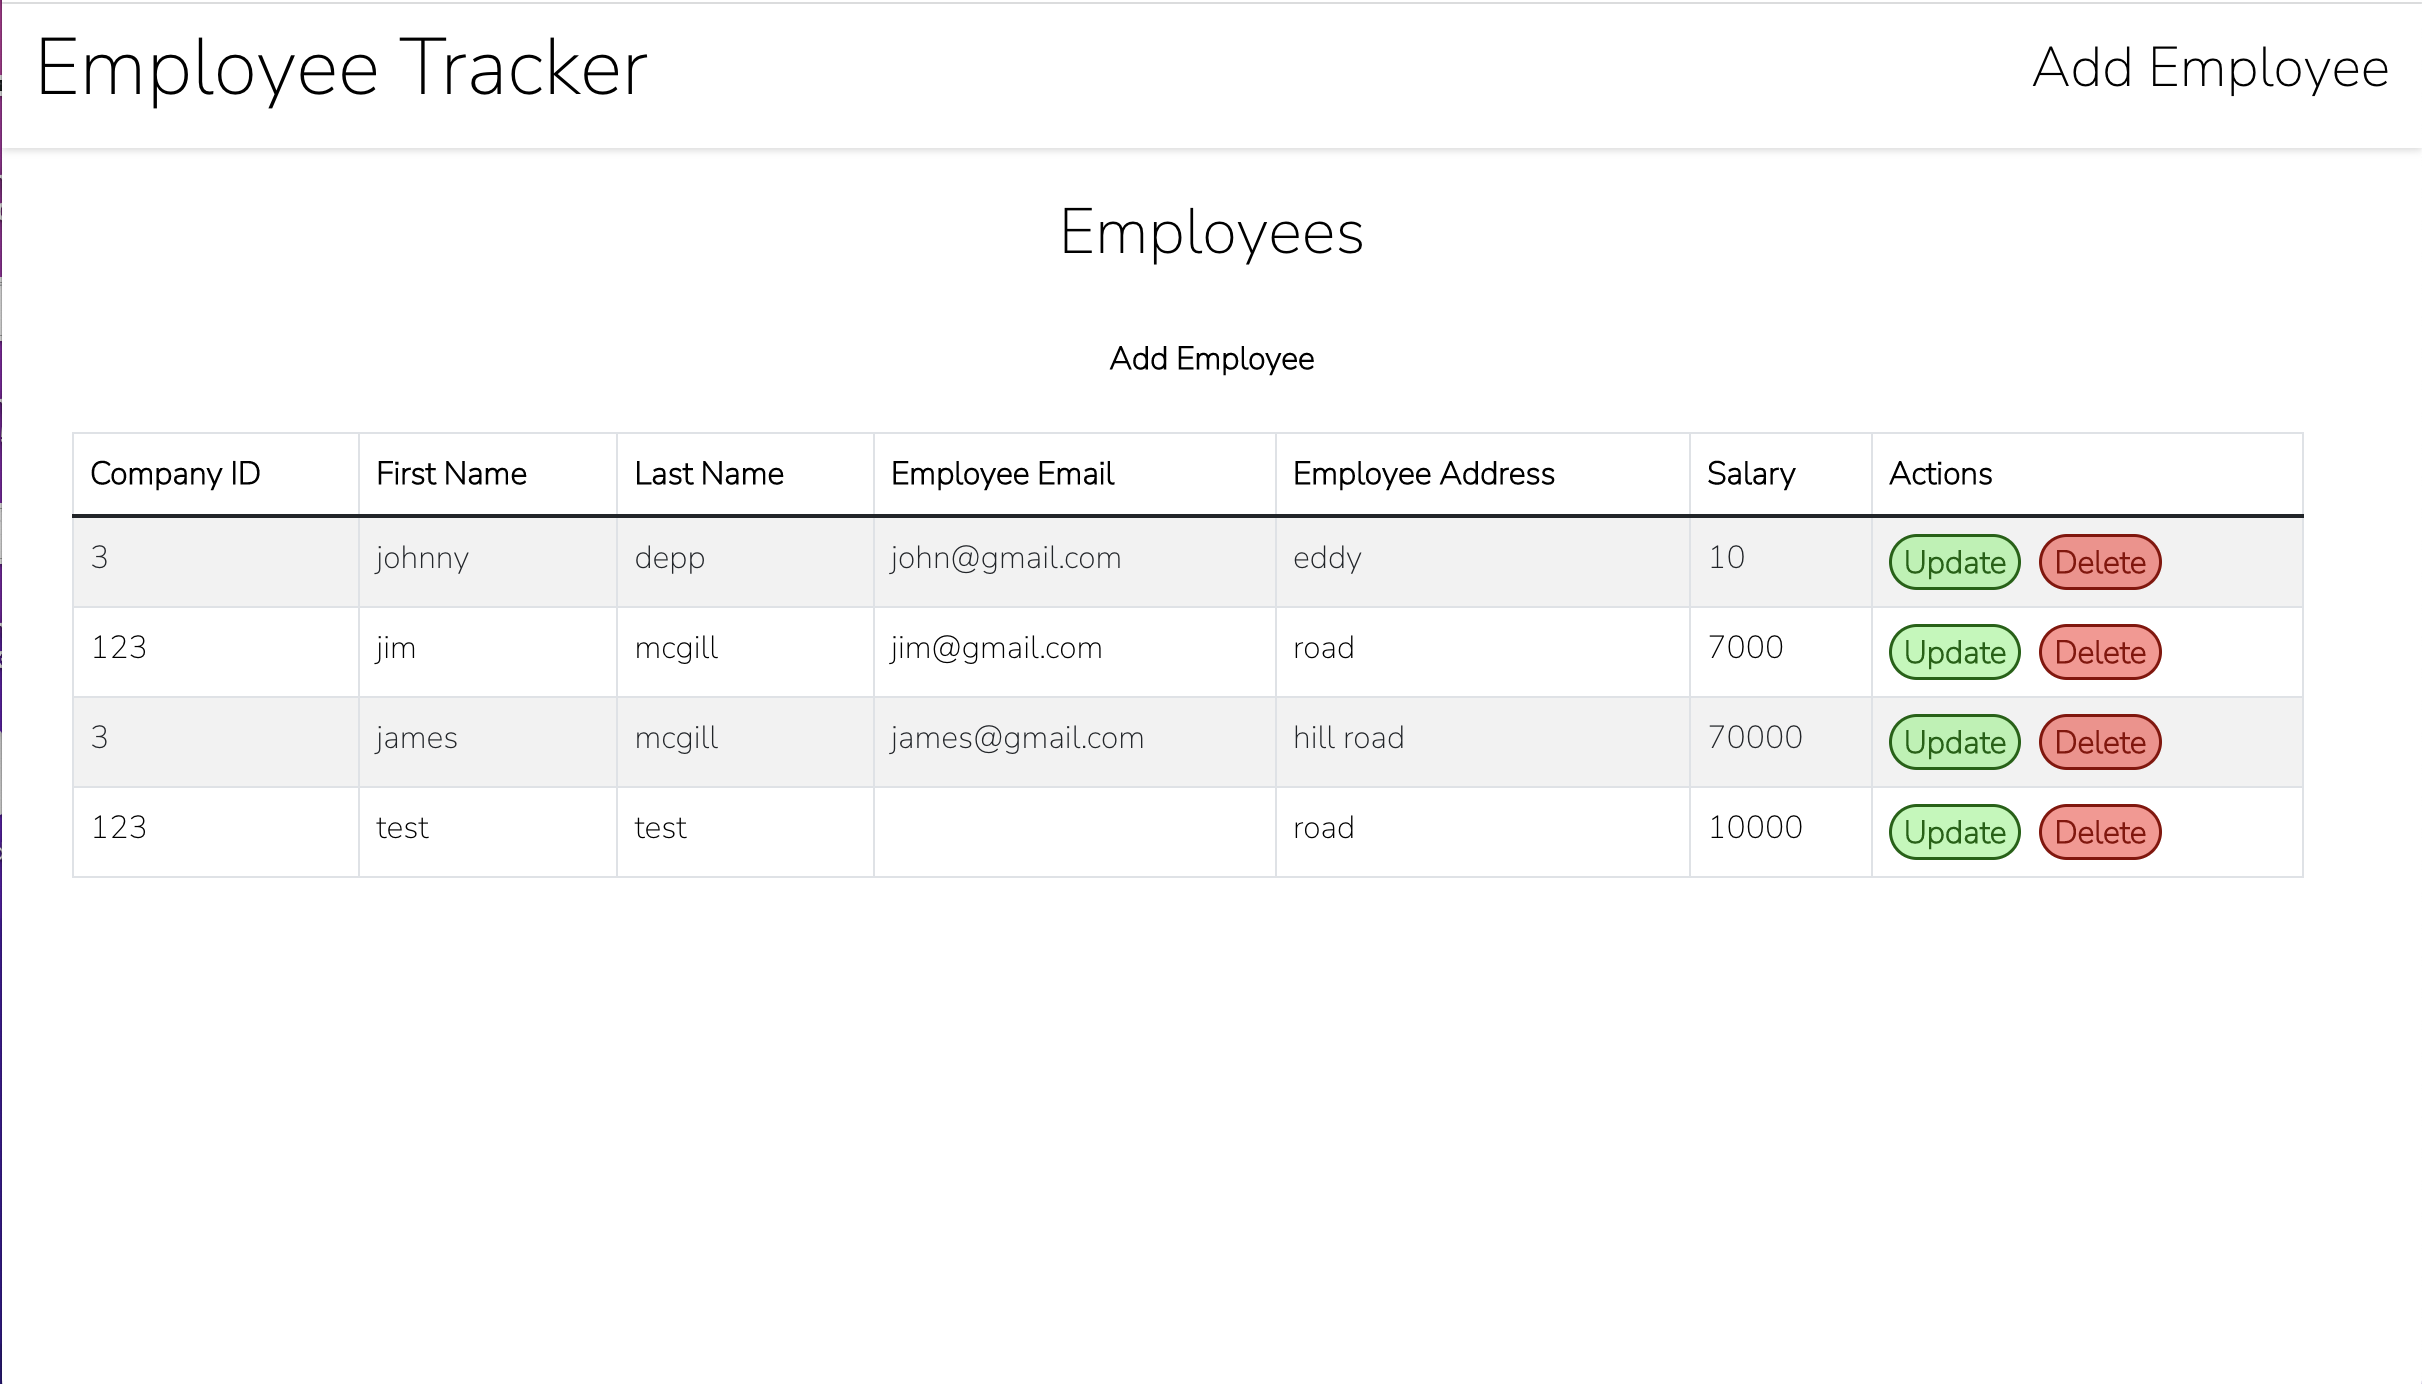 Employee Tracker Add Employee
Employees
Add Employee
Company ID First Name Last Name Employee Email Employee Address Salary Actions
3 johnny depp john@gmail.com eddy 10 Update Delete
123 jim mcgill jim@gmail.com road 7000 Update Delete
3 james mcgill james@gmail.com hill road 70000 Update Delete
123 test test road 10000 Update Delete